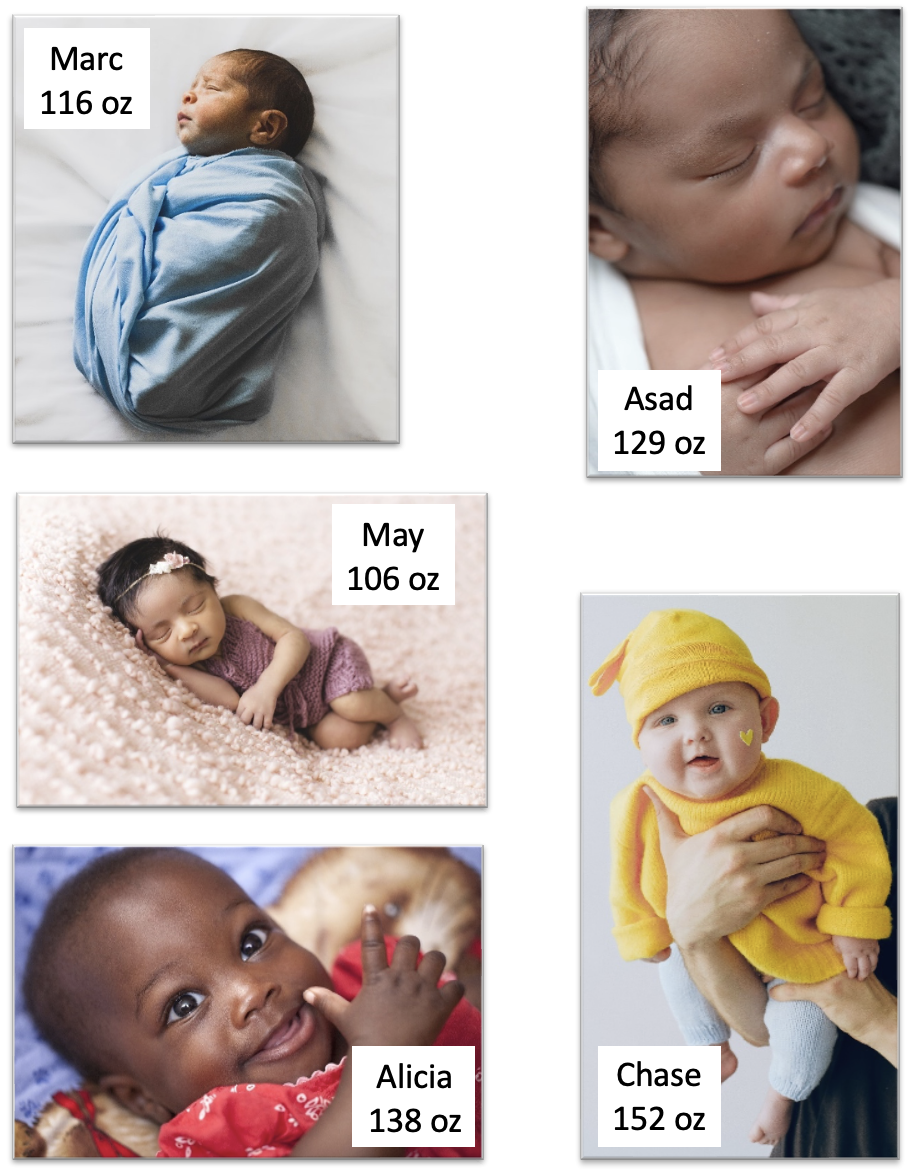 Marc
116 oz
Asad
129 oz
May
106 oz
Alicia
138 oz
Chase
152 oz